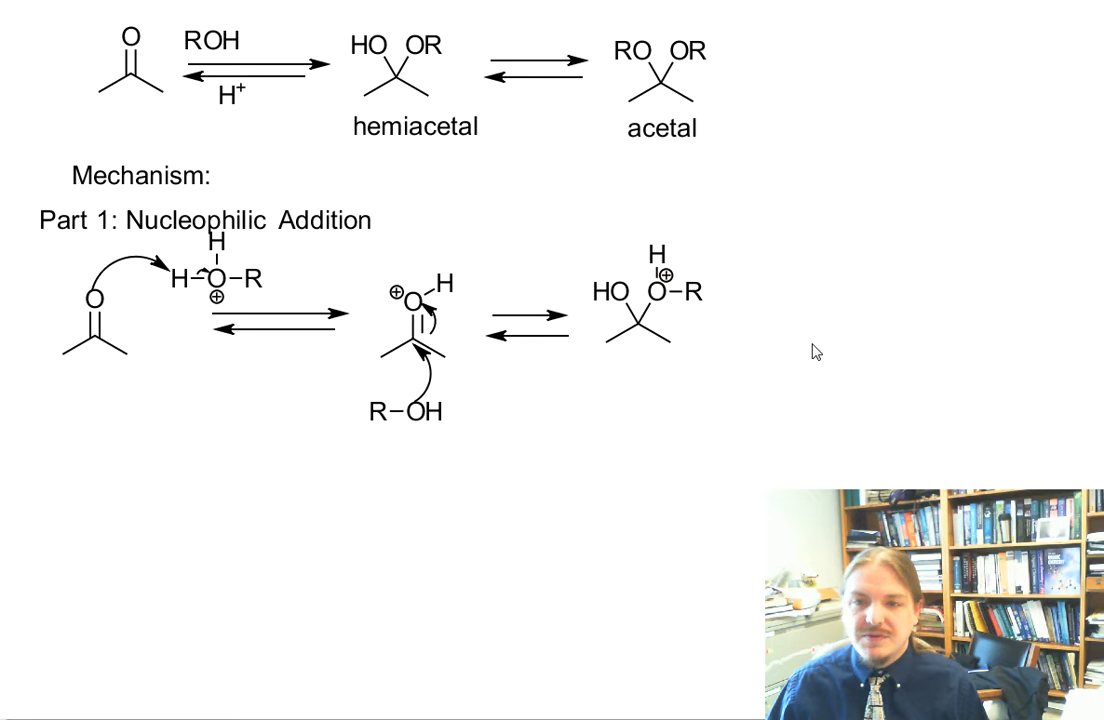 O
ROH
H+
HO OR
hemiacetal
RO OR
acetal
Mechanism:
Part 1: Nucleophilic Addition
H
H-O-R
⊕
O
⊕
O
H
R-OH
H
⊕
HO O-R